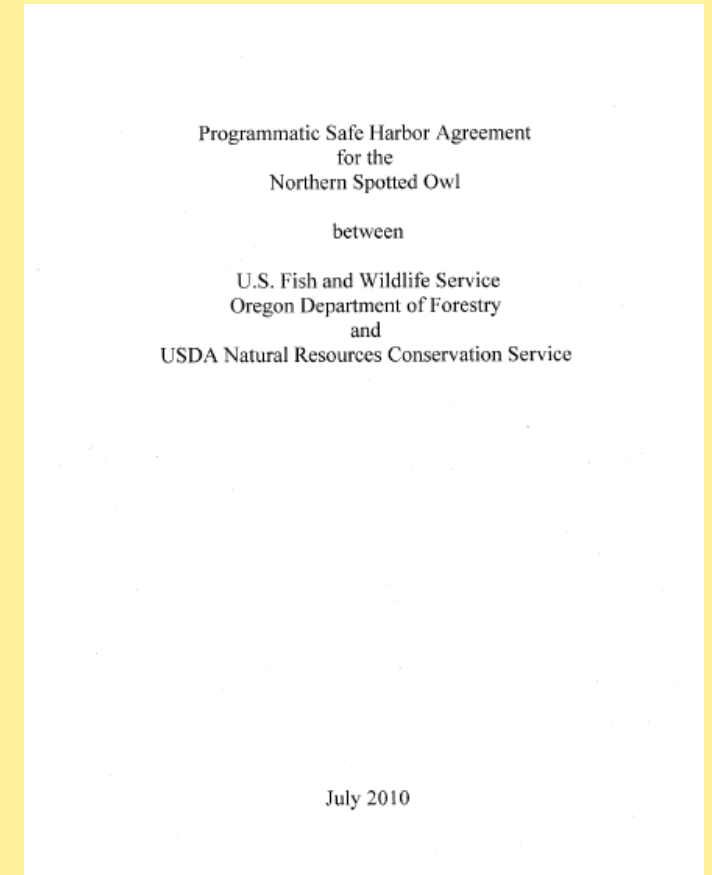 Programmatic Safe Harbor Agreement
for the
Northern Spotted Owl
between
U.S. Fish and Wildlife Service
Oregon Department of Forestry
and
USDA Natural Resources Conservation Service
July 2010